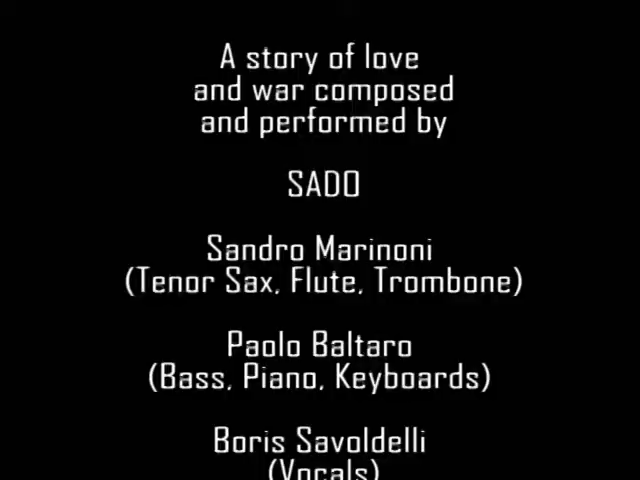 A story of love
and war composed
and performed by
SADO
Sandro Marinoni
(Tenor Sax, Flute, Trombone)
Paolo Baltaro
(Bass, Piano, Keyboards)
Boris Savoldelli
(Vocals)